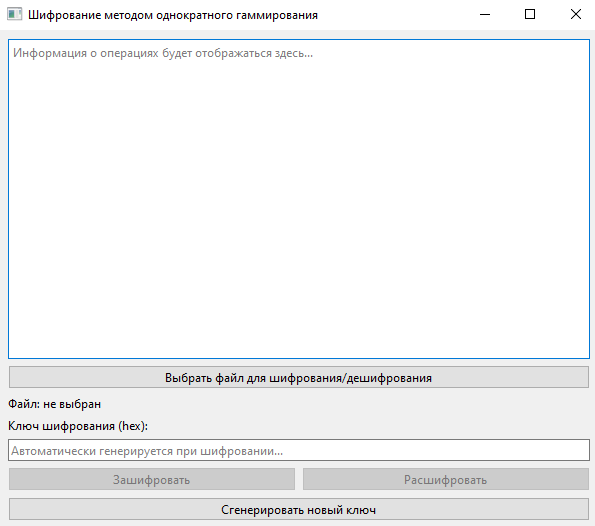 Шифрование методом однократного гаммирования
Информация о операциях будет отображаться здесь...
Выбрать файл для шифрования/дешифрования
Файл: не выбран
Ключ шифрования (hex):
Автоматически генерируется при шифровании...
Зашифровать Расшифровать
Сгенерировать новый ключ